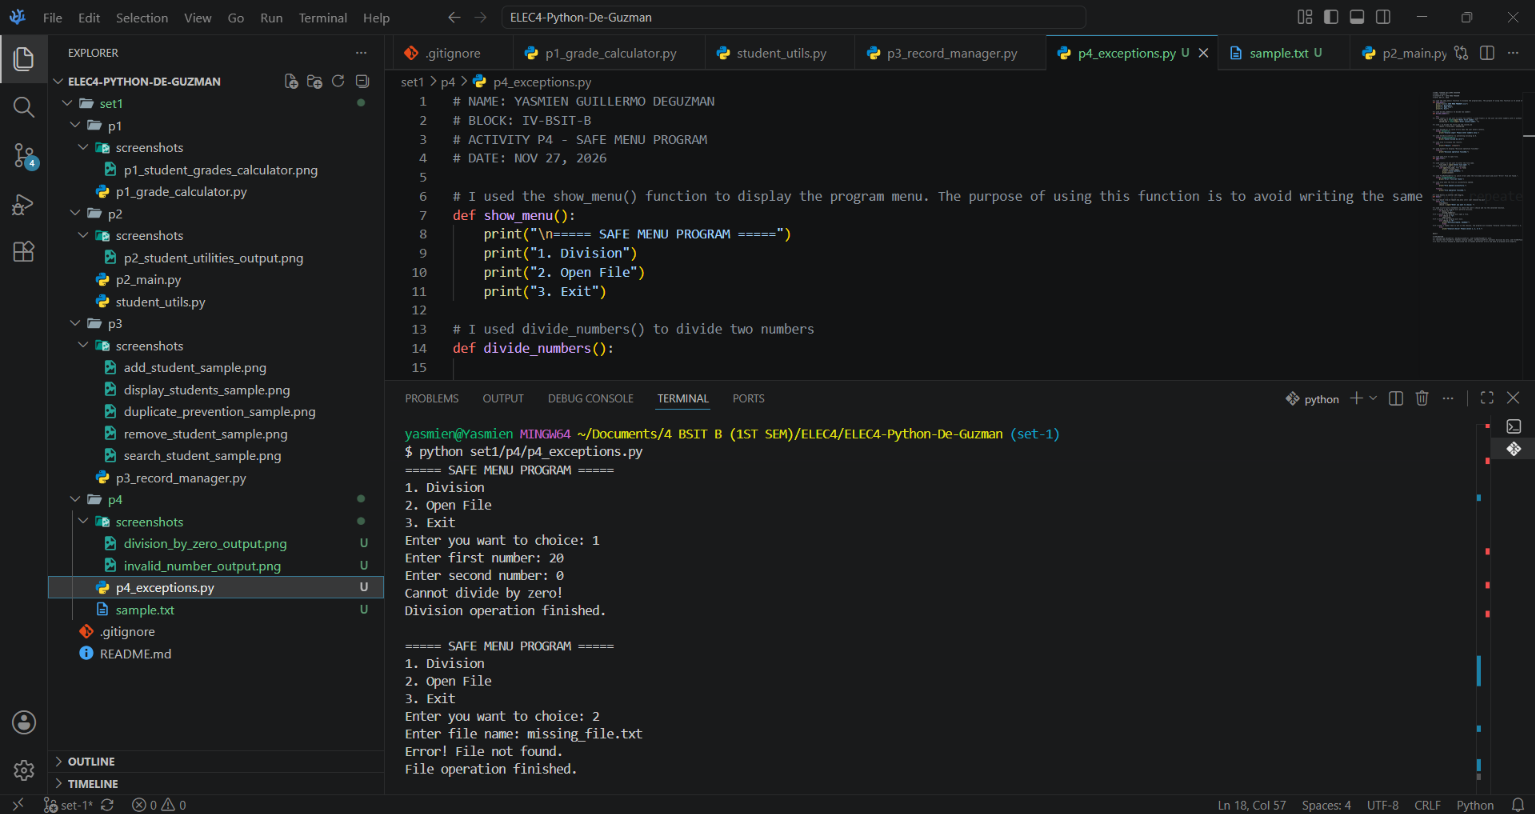 File Edit Selection View Go Run Terminal Help
ELEC4-Python-De-Guzman
EXPLORER
ELEC4-PYTHON-DE-GUZMAN
set1
p1
screenshots
p1_student_grades_calculator.png
p1_grade_calculator.py
p2
screenshots
p2_student_utilities_output.png
p2_main.py
student_utils.py
p3
screenshots
add_student_sample.png
display_students_sample.png
duplicate_prevention_sample.png
remove_student_sample.png
search_student_sample.png
p3_record_manager.py
p4
screenshots
division_by_zero_output.png U
invalid_number_output.png U
p4_exceptions.py U
sample.txt U
.gitignore
README.md
OUTLINE
TIMELINE
4
.gitignore p1_grade_calculator.py student_utils.py p3_record_manager.py p4_exceptions.py U sample.txt U p2_main.py
set1 > p4 > p4_exceptions.py
1 # NAME: YASMIEN GUILLERMO DEGUZMAN
2 # BLOCK: IV-BSIT-B
3 # ACTIVITY P4 - SAFE MENU PROGRAM
4 # DATE: NOV 27, 2026
5
6 # I used the show_menu() function to display the program menu. The purpose of using this function is to avoid writing the same
7 def show_menu():
8 print("\n===== SAFE MENU PROGRAM =====")
9 print("1. Division")
10 print("2. Open File")
11 print("3. Exit")
12
13 # I used divide_numbers() to divide two numbers
14 def divide_numbers():
15
PROBLEMS OUTPUT DEBUG CONSOLE TERMINAL PORTS
python
yasmien@Yasmien MINGW64 ~/Documents/4 BSIT B (1ST SEM)/ELEC4/ELEC4-Python-De-Guzman (set-1)
$ python set1/p4/p4_exceptions.py
===== SAFE MENU PROGRAM =====
1. Division
2. Open File
3. Exit
Enter you want to choice: 1
Enter first number: 20
Enter second number: 0
Cannot divide by zero!
Division operation finished.
===== SAFE MENU PROGRAM =====
1. Division
2. Open File
3. Exit
Enter you want to choice: 2
Enter file name: missing_file.txt
Error! File not found.
File operation finished.
set-1* 0 0
Ln 18, Col 57 Spaces: 4 UTF-8 CRLF Python